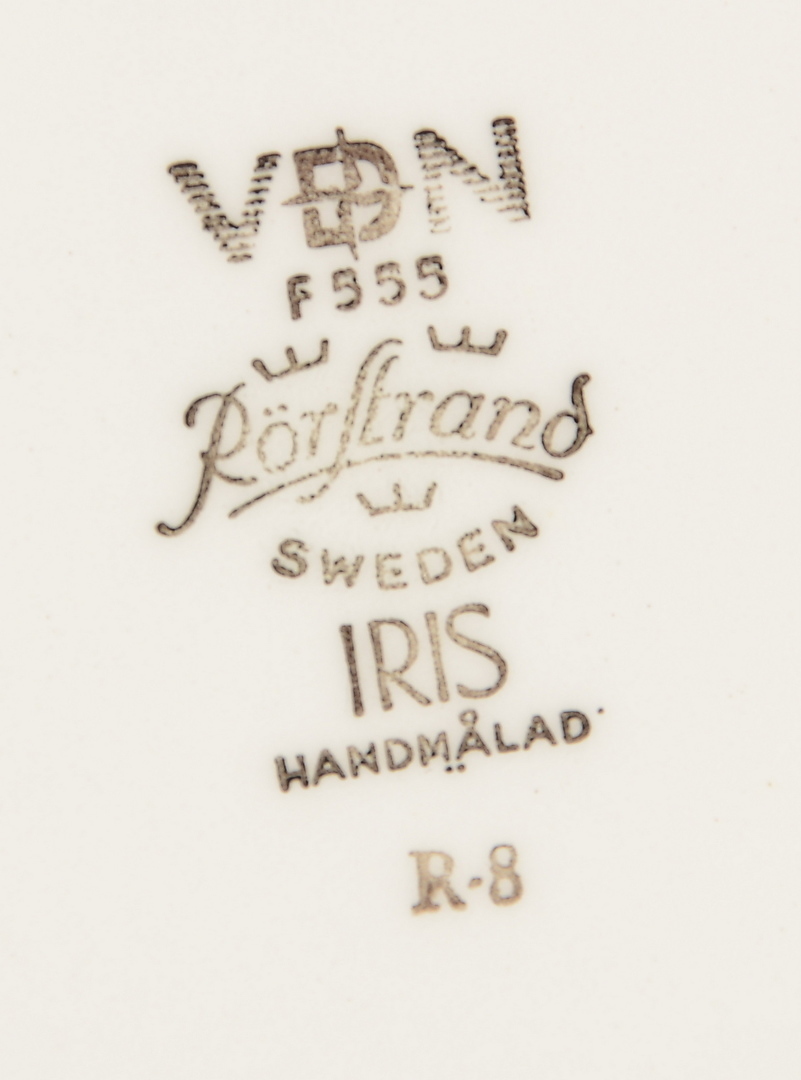 VDN
F555
Rörstrand
SWEDEN
IRIS
HANDMÅLAD
R-8